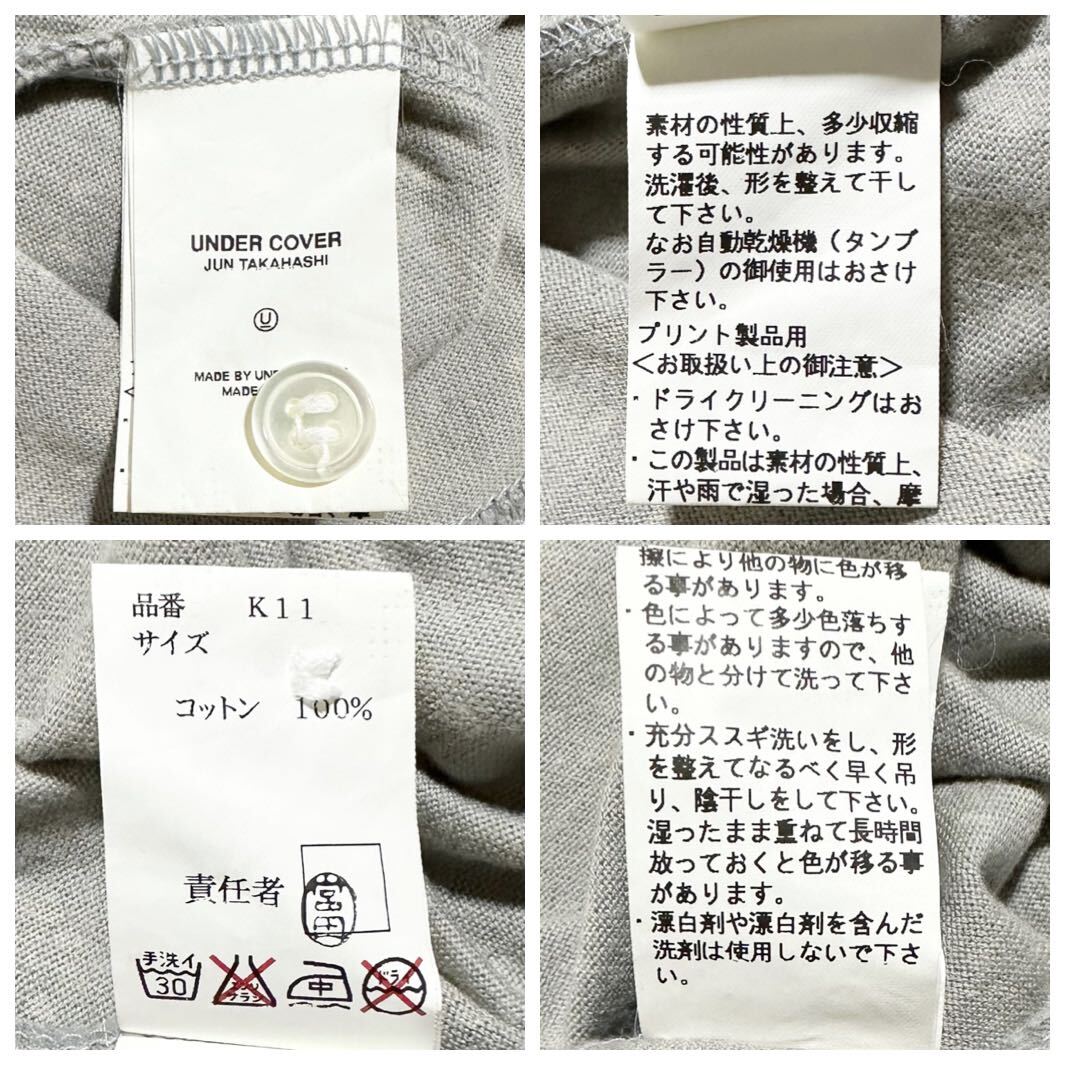 UNDER COVER
JUN TAKAHASHI
U
MADE BY
MADE
素材の性質上、多少収縮
する可能性があります。
洗濯後、形を整えて干し
て下さい。
なお自動乾燥機（タンブ
ラー）の御使用はおさけ
下さい。
プリント製品用
＜お取扱い上の御注意＞
・ドライクリーニングはお
さけ下さい。
・この製品は素材の性質上、
汗や雨で湿った場合、摩
品番 K11
サイズ
コットン 100%
責任者
富田
手洗イ
30
エンソ
サラシ
中
ドライ
擦により他の物に色が移
る事があります。
・色によって多少色落ちす
る事がありますので、他
の物と分けて洗って下さ
い。
・充分ススギ洗いをし、形
を整えてなるべく早く吊
り、陰干しをして下さい。
湿ったまま重ねて長時間
放っておくと色が移る事
があります。
・漂白剤や漂白剤を含んだ
洗剤は使用しないで下さ
い。